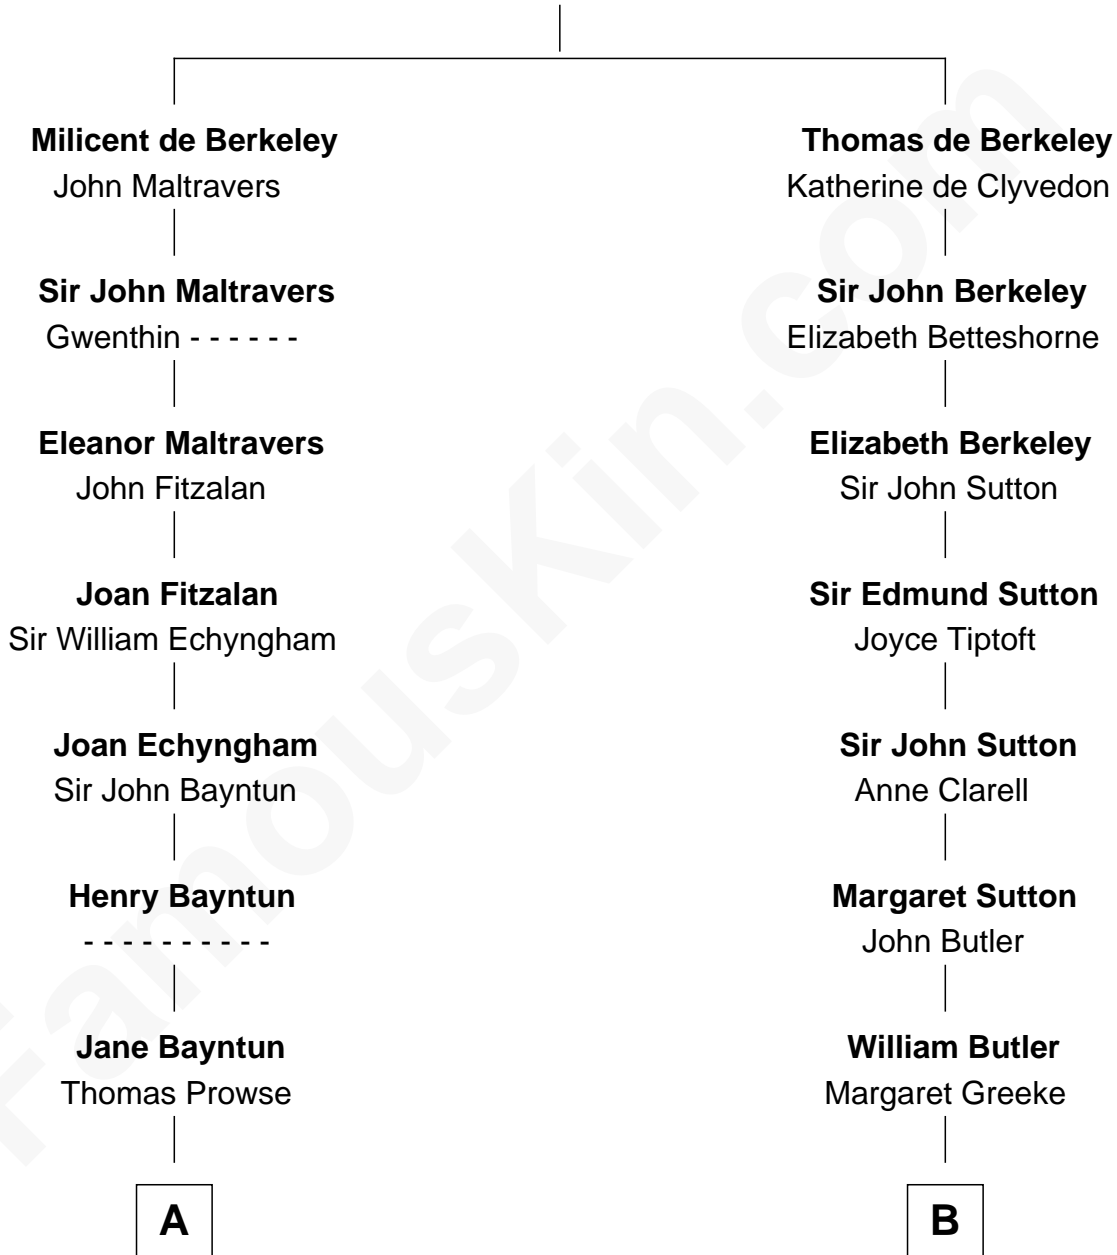 Milicent de Berkeley
John Maltravers
Sir John Maltravers
Gwenthin - - - - - -
Eleanor Maltravers
John Fitzalan
Joan Fitzalan
Sir William Echyngham
Joan Echyngham
Sir John Bayntun
Henry Bayntun
- - - - - - - - - -
Jane Bayntun
Thomas Prowse
A
Thomas de Berkeley
Katherine de Clyvedon
Sir John Berkeley
Elizabeth Betteshorne
Elizabeth Berkeley
Sir John Sutton
Sir Edmund Sutton
Joyce Tiptoft
Sir John Sutton
Anne Clarell
Margaret Sutton
John Butler
William Butler
Margaret Greeke
B
FamousKin.com